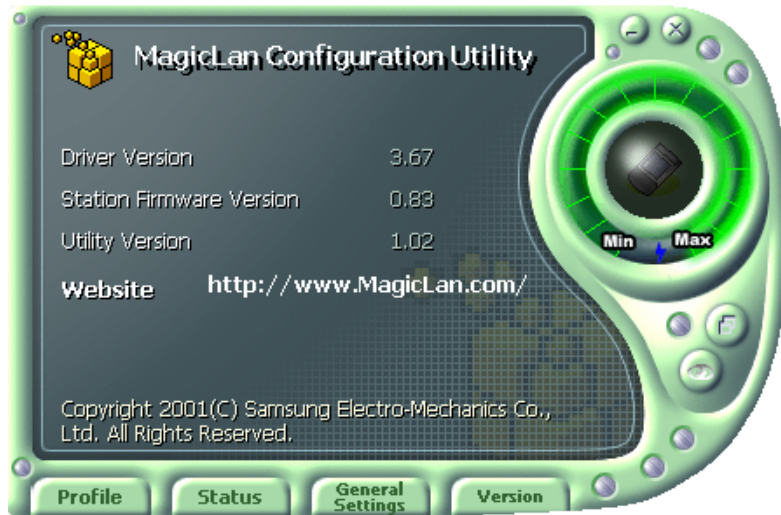 MagicLan Configuration Utility
Driver Version 3.67
Station Firmware Version 0.83
Utility Version 1.02
Website http://www.MagicLan.com/
Min Max
Copyright 2001(C) Samsung Electro-Mechanics Co.,
Ltd. All Rights Reserved.
Profile
Status
General
Settings
Version